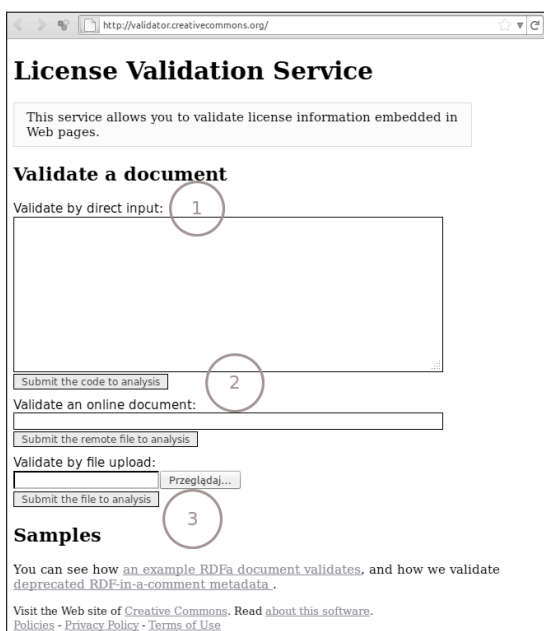 http://validator.creativecommons.org/
License Validation Service
This service allows you to validate license information embedded in
Web pages.
Validate a document
Validate by direct input:
1
Submit the code to analysis
2
Validate an online document:
Submit the remote file to analysis
Validate by file upload:
Przeglądaj...
Submit the file to analysis
3
Samples
You can see how an example RDFa document validates, and how we validate
deprecated RDF-in-a-comment metadata .
Visit the Web site of Creative Commons. Read about this software.
Policies - Privacy Policy - Terms of Use